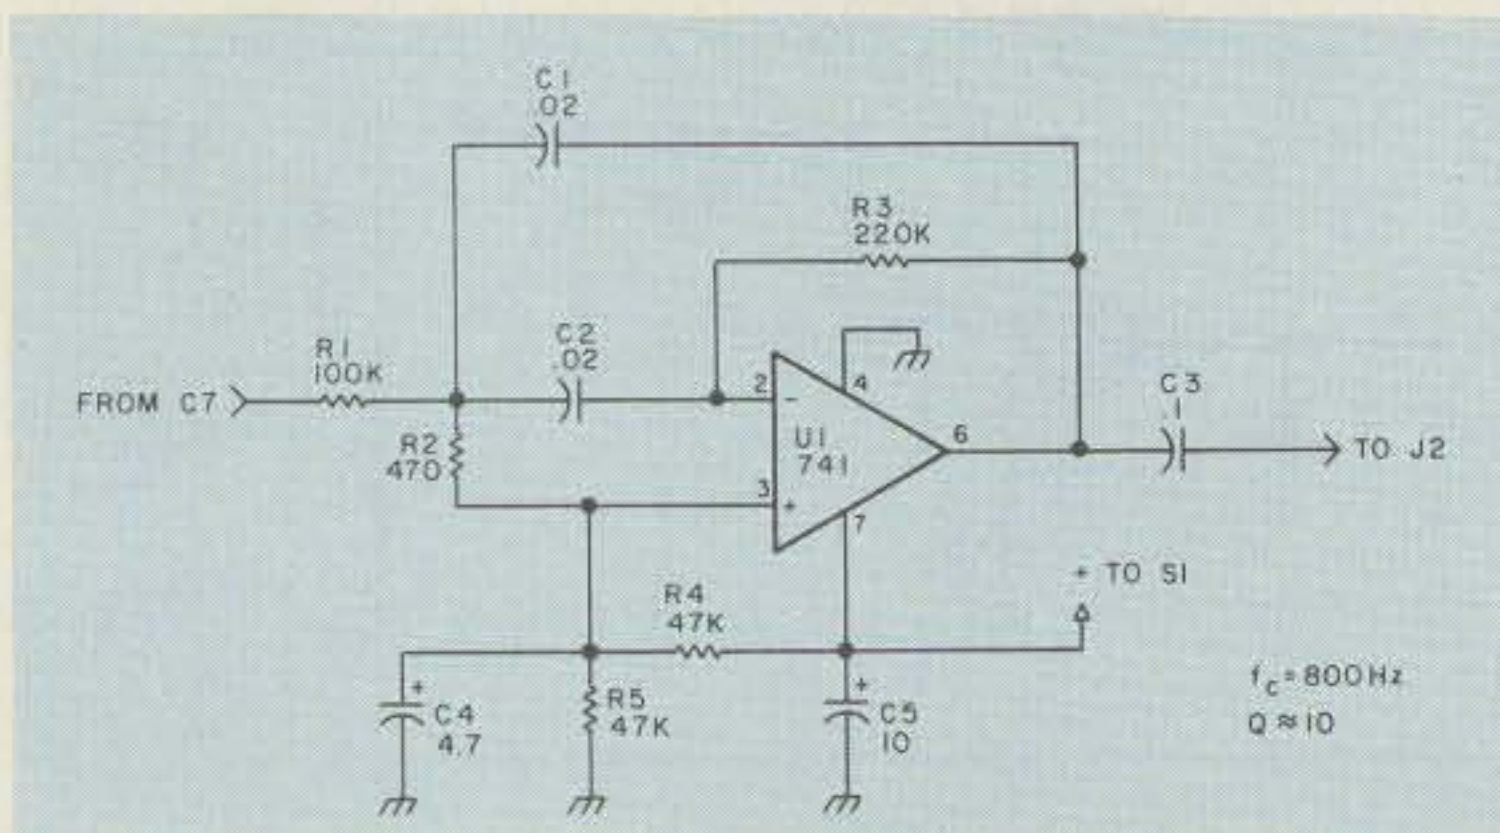 C1
.02
R3
220K
C2
.02
R1
100K
FROM C7
R2
470
2
-
4
U1
741
3
+
6
7
C3
.1
TO J2
+ TO S1
R4
47K
+
C4
4.7
R5
47K
+
C5
10
fc = 800 Hz
Q ≈ 10